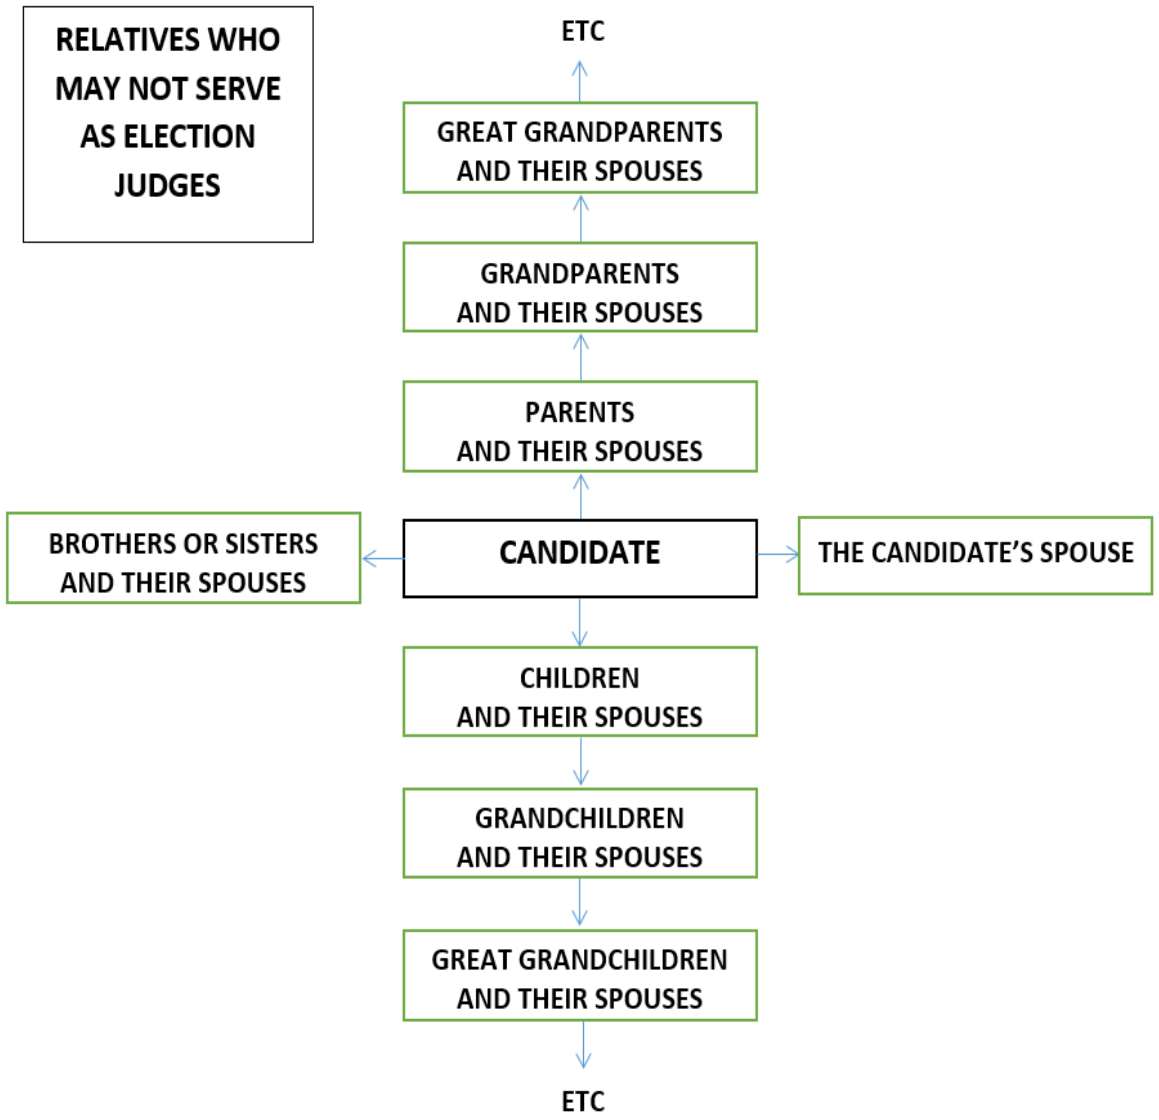 RELATIVES WHO
MAY NOT SERVE
AS ELECTION
JUDGES
ETC
GREAT GRANDPARENTS
AND THEIR SPOUSES
GRANDPARENTS
AND THEIR SPOUSES
PARENTS
AND THEIR SPOUSES
BROTHERS OR SISTERS
AND THEIR SPOUSES
CANDIDATE
THE CANDIDATE’S SPOUSE
CHILDREN
AND THEIR SPOUSES
GRANDCHILDREN
AND THEIR SPOUSES
GREAT GRANDCHILDREN
AND THEIR SPOUSES
ETC